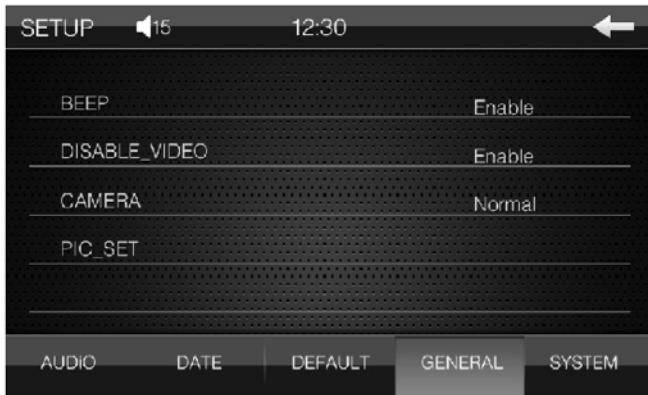 SETUP 15 12:30
BEEP Enable
DISABLE_VIDEO Enable
CAMERA Normal
PIC_SET
AUDiO DATE DEFAULT GENERAL SYSTEM